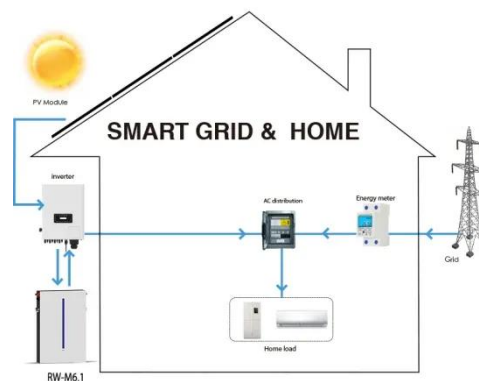 PV Module
SMART GRID & HOME
Inverter
AC distribution
Energy meter
Grid
Home load
RW-M6.1